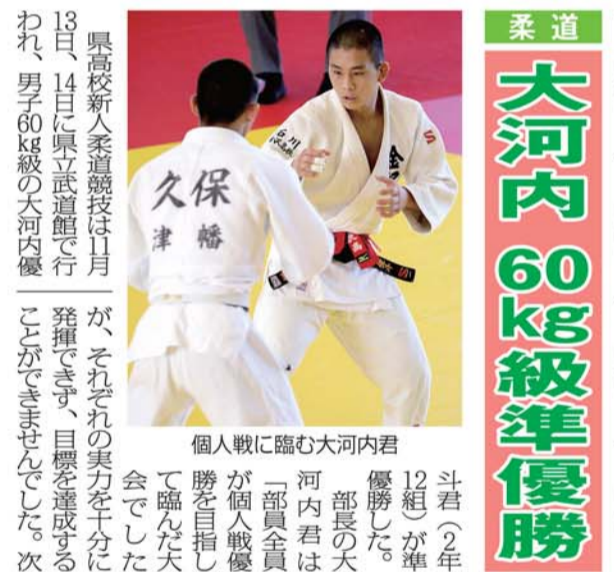 柔道
大河内 60kg級準優勝
県高校新人柔道競技は11月
13日、14日に県立武道館で行
われ、男子60kg級の大河内優
斗君（2年
12組）が準
優勝した。
部長の大
河内君は
「部員全員
が個人戦優
勝を目指し
て臨んだ大
会でした
が、それぞれの実力を十分に
発揮できず、目標を達成する
ことができませんでした。次
個人戦に臨む大河内君
久保
津幡